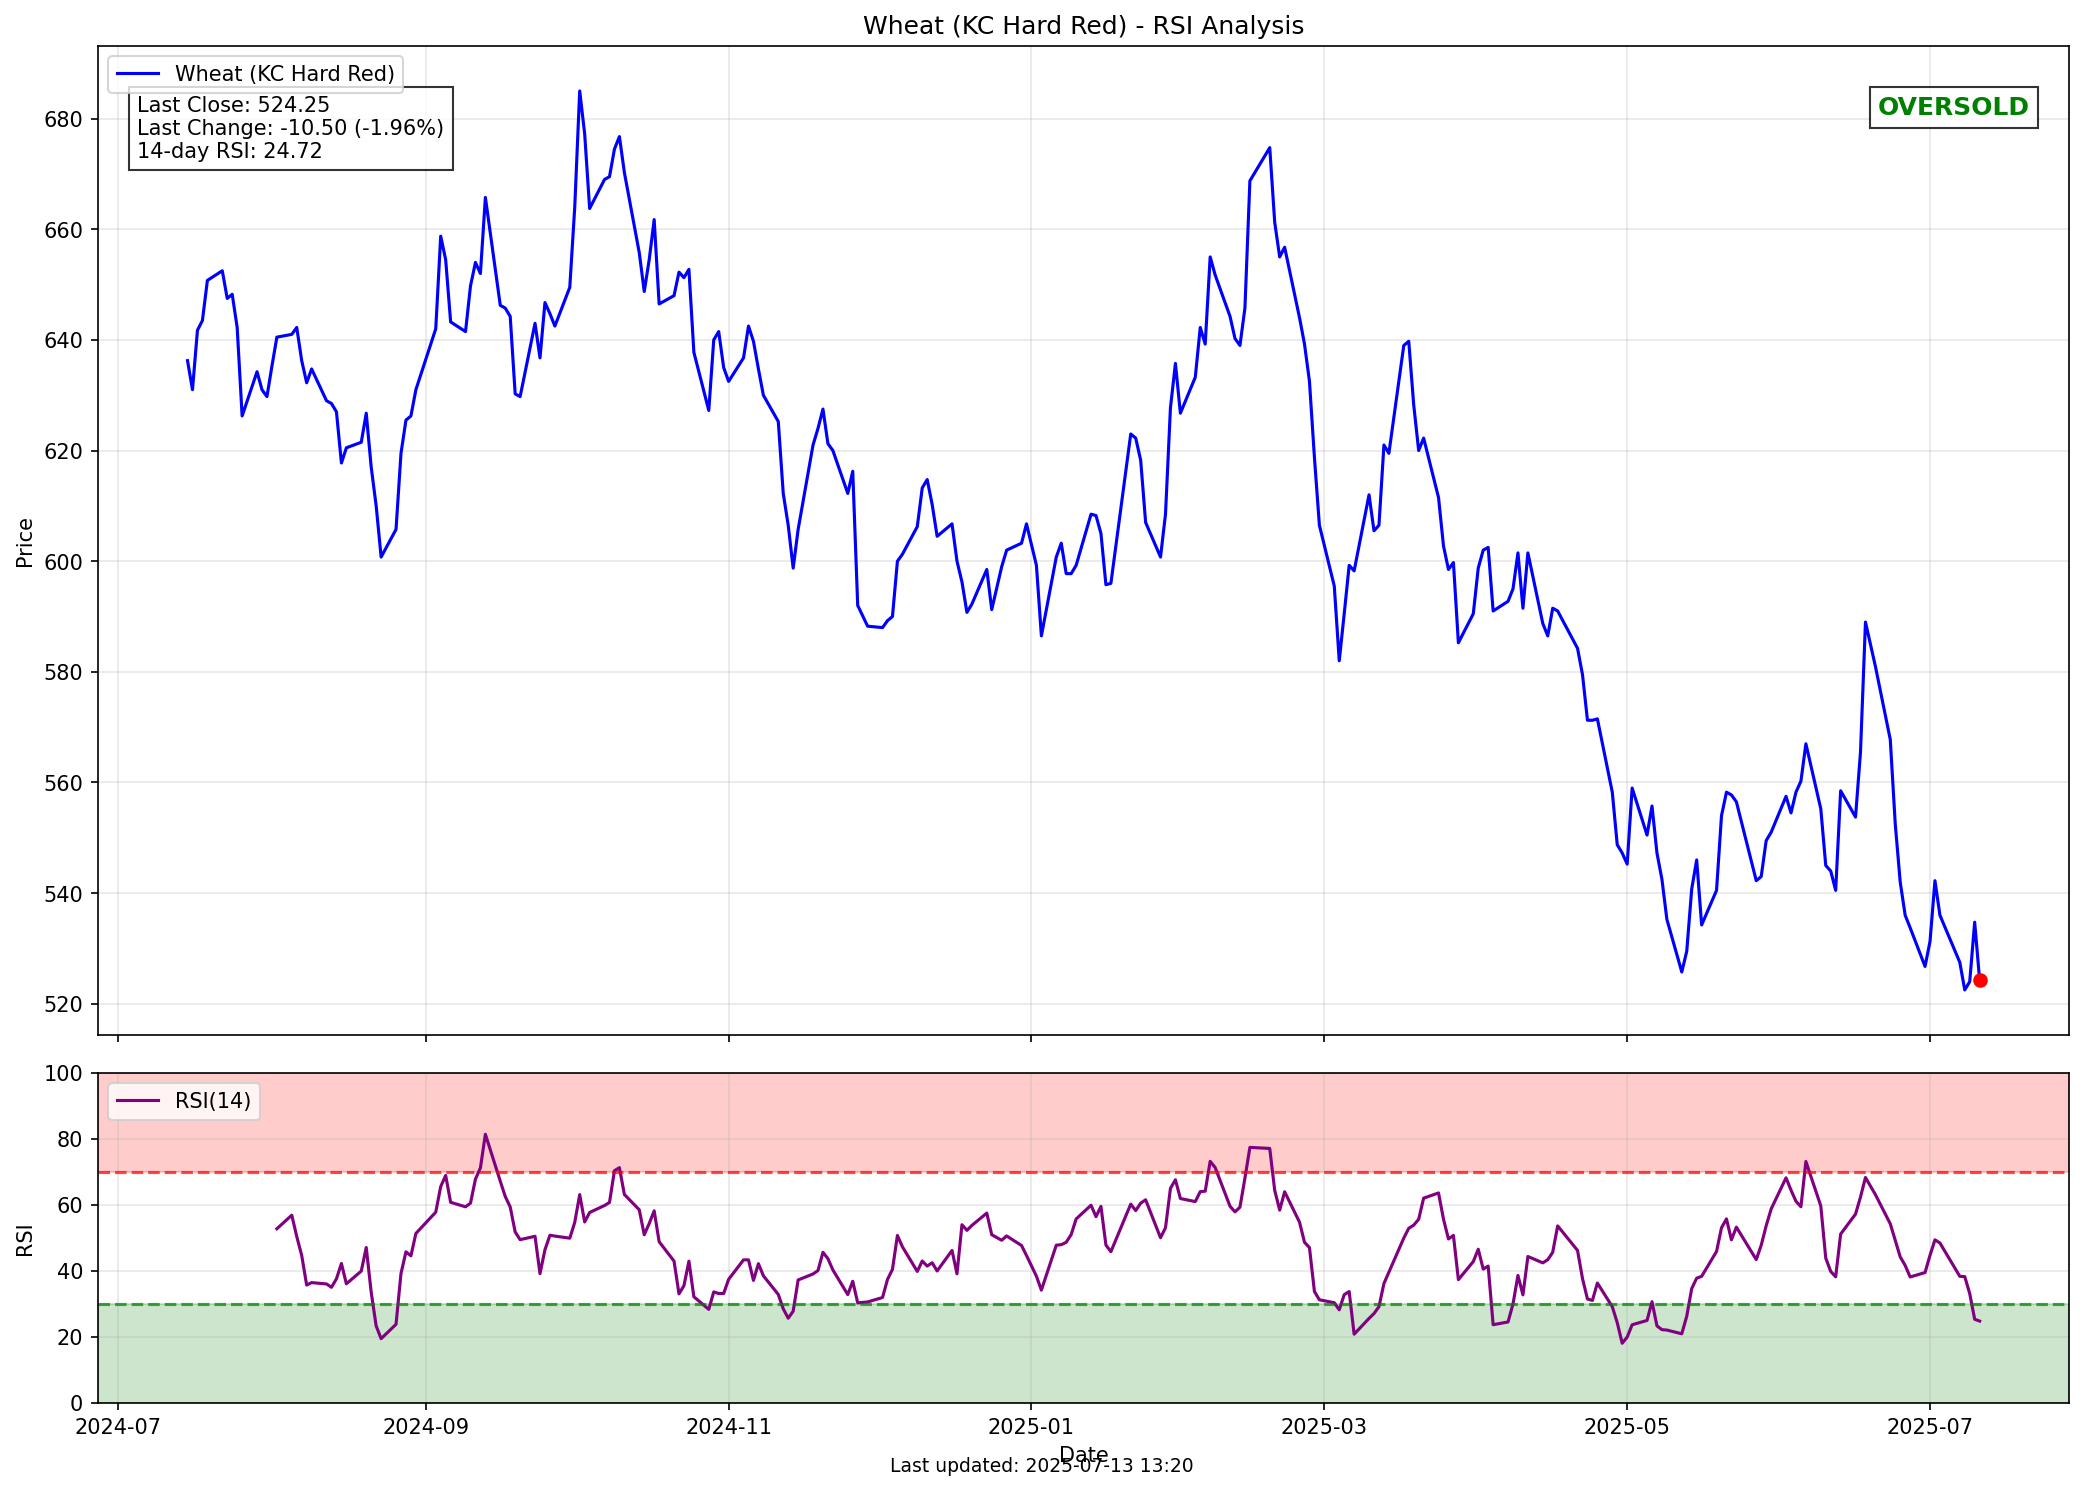 Wheat (KC Hard Red) - RSI Analysis
Wheat (KC Hard Red)
Last Close: 524.25
Last Change: -10.50 (-1.96%)
14-day RSI: 24.72
OVERSOLD
680
660
640
620
600
580
560
540
520
Price
RSI(14)
100
80
60
40
20
0
RSI
2024-07
2024-09
2024-11
2025-01
2025-03
2025-05
2025-07
Date
Last updated: 2025-07-13 13:20